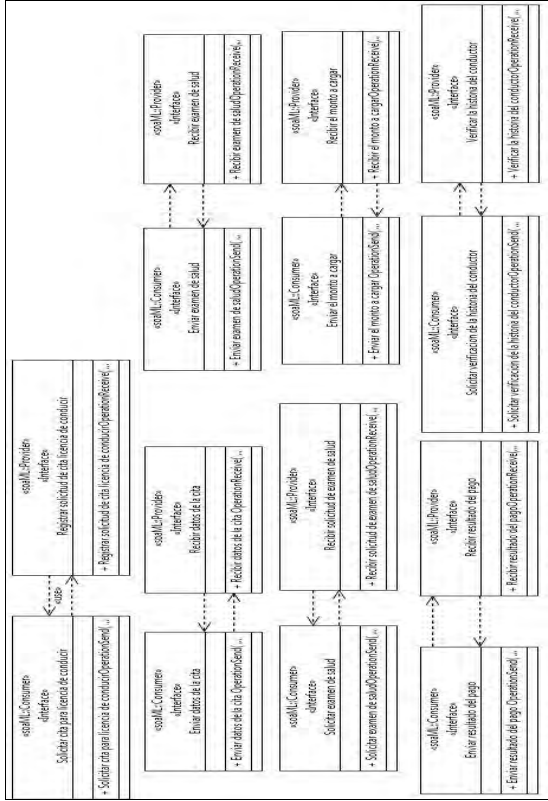 «soaML::Consumer»
«Interface»
Solicitar cita para licencia de conducir
+ Solicitar cita para licencia de conducirOperationSend(...
«use»
«soaML::Provider»
«Interface»
Registrar solicitud de cita licencia de conducir
+ Registrar solicitud de cita licencia de conducirOperationReceive(...
«soaML::Consumer»
«Interface»
Enviar datos de la cita
+ Enviar datos de la cita OperationSend(...
«soaML::Provider»
«Interface»
Recibir datos de la cita
+ Recibir datos de la cita OperationReceive(...
«soaML::Consumer»
«Interface»
Enviar examen de salud
+ Enviar examen de saludOperationSend(...
«soaML::Provider»
«Interface»
Recibir examen de salud
+ Recibir examen de saludOperationReceive(...
«soaML::Consumer»
«Interface»
Solicitar examen de salud
+ Solicitar examen de saludOperationSend(...
«soaML::Provider»
«Interface»
Recibir solicitud de examen de salud
+ Recibir solicitud de examen de saludOperationReceive(...
«soaML::Consumer»
«Interface»
Enviar el monto a cargar
+ Enviar el monto a cargar OperationSend(...
«soaML::Provider»
«Interface»
Recibir el monto a cargar
+ Recibir el monto a cargarOperationReceive(...
«soaML::Consumer»
«Interface»
Enviar resultado del pago
+ Enviar resultado del pago OperationSend(...
«soaML::Provider»
«Interface»
Recibir resultado del pago
+ Recibir resultado del pagoOperationReceive(...
«soaML::Consumer»
«Interface»
Solicitar verificacion de la historia del conductor
+ Solicitar verificacion de la historia del conductorOperationSend(...
«soaML::Provider»
«Interface»
Verificar la historia del conductor
+ Verificar la historia del conductorOperationReceive(...